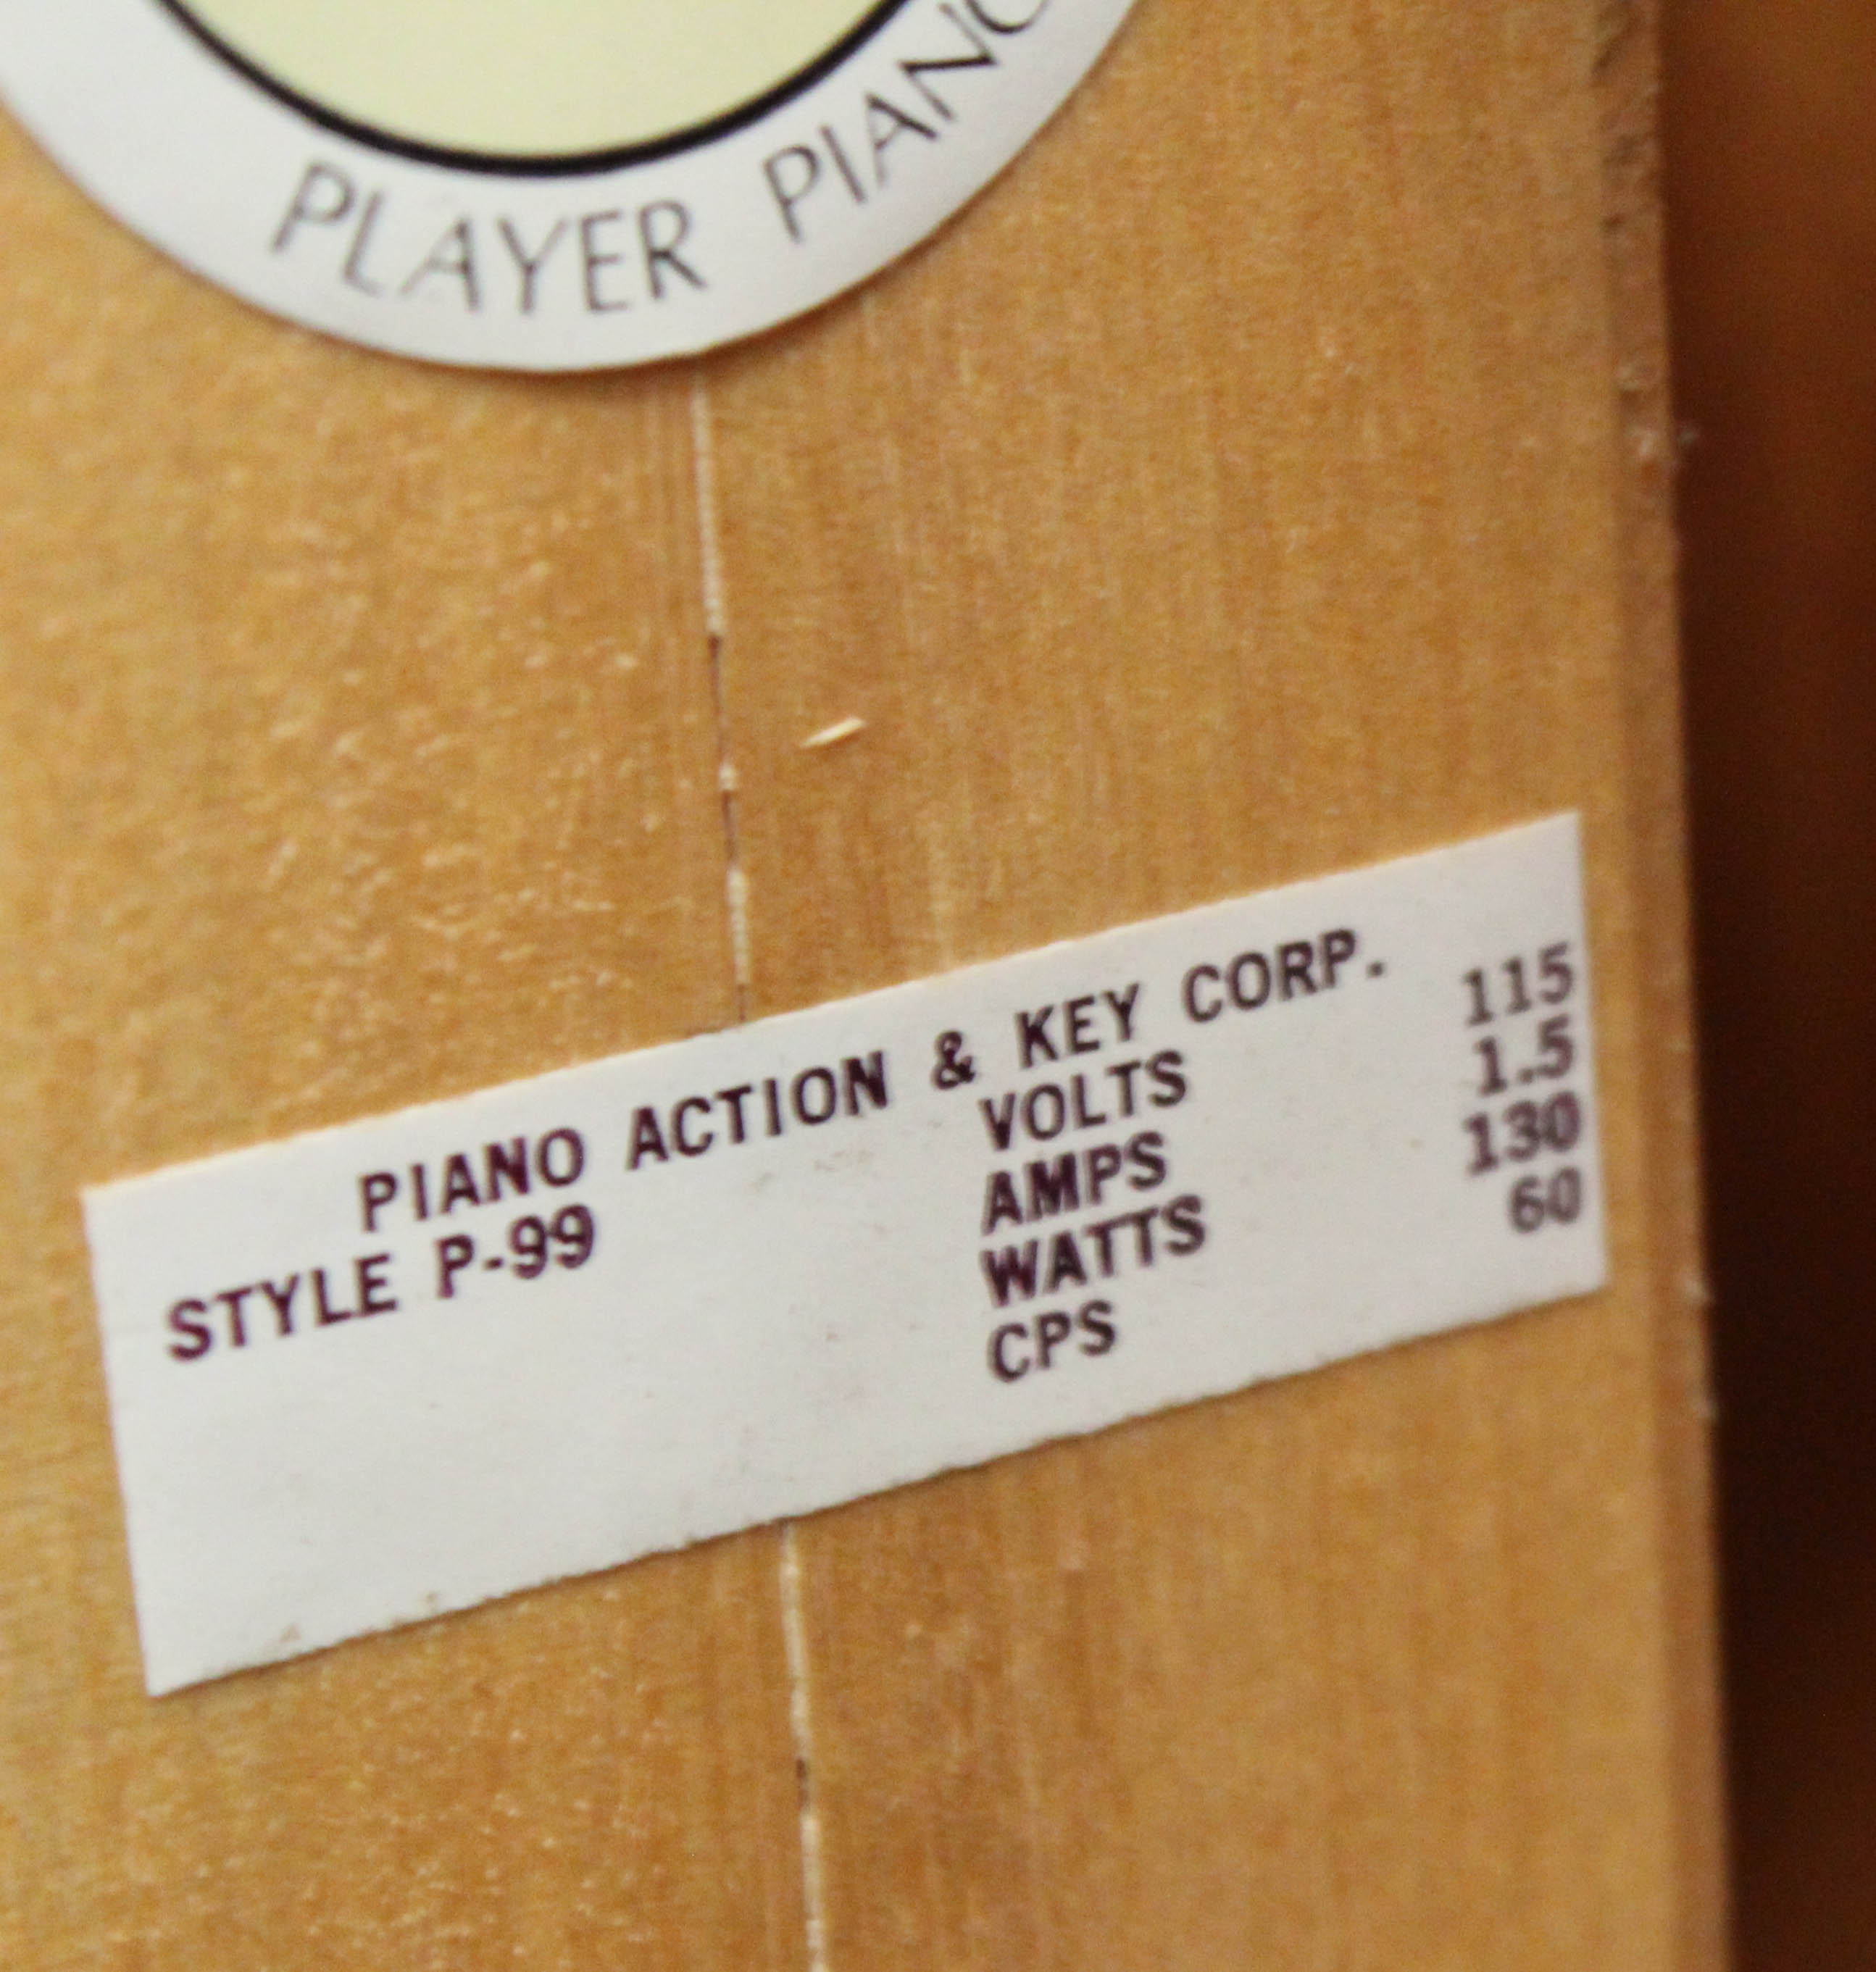 PLAYER PIANO
PIANO ACTION & KEY CORP.
STYLE P-99 VOLTS 115
AMPS 1.5
WATTS 130
CPS 60